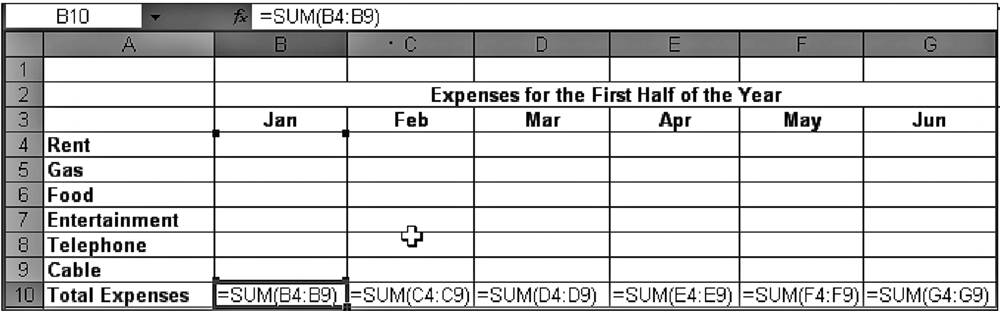 B10 fx =SUM(B4:B9)
A B C D E F G
1
2 Expenses for the First Half of the Year
3 Jan Feb Mar Apr May Jun
4 Rent
5 Gas
6 Food
7 Entertainment
8 Telephone
9 Cable
10 Total Expenses =SUM(B4:B9) =SUM(C4:C9) =SUM(D4:D9) =SUM(E4:E9) =SUM(F4:F9) =SUM(G4:G9)